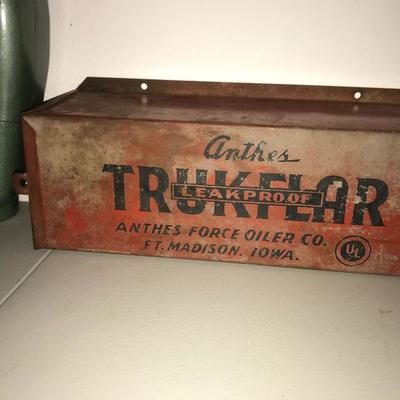 Anthes
TRUKFLAR
LEAKPROOF
ANTHES FORCE OILER CO.
FT. MADISON, IOWA.
UL